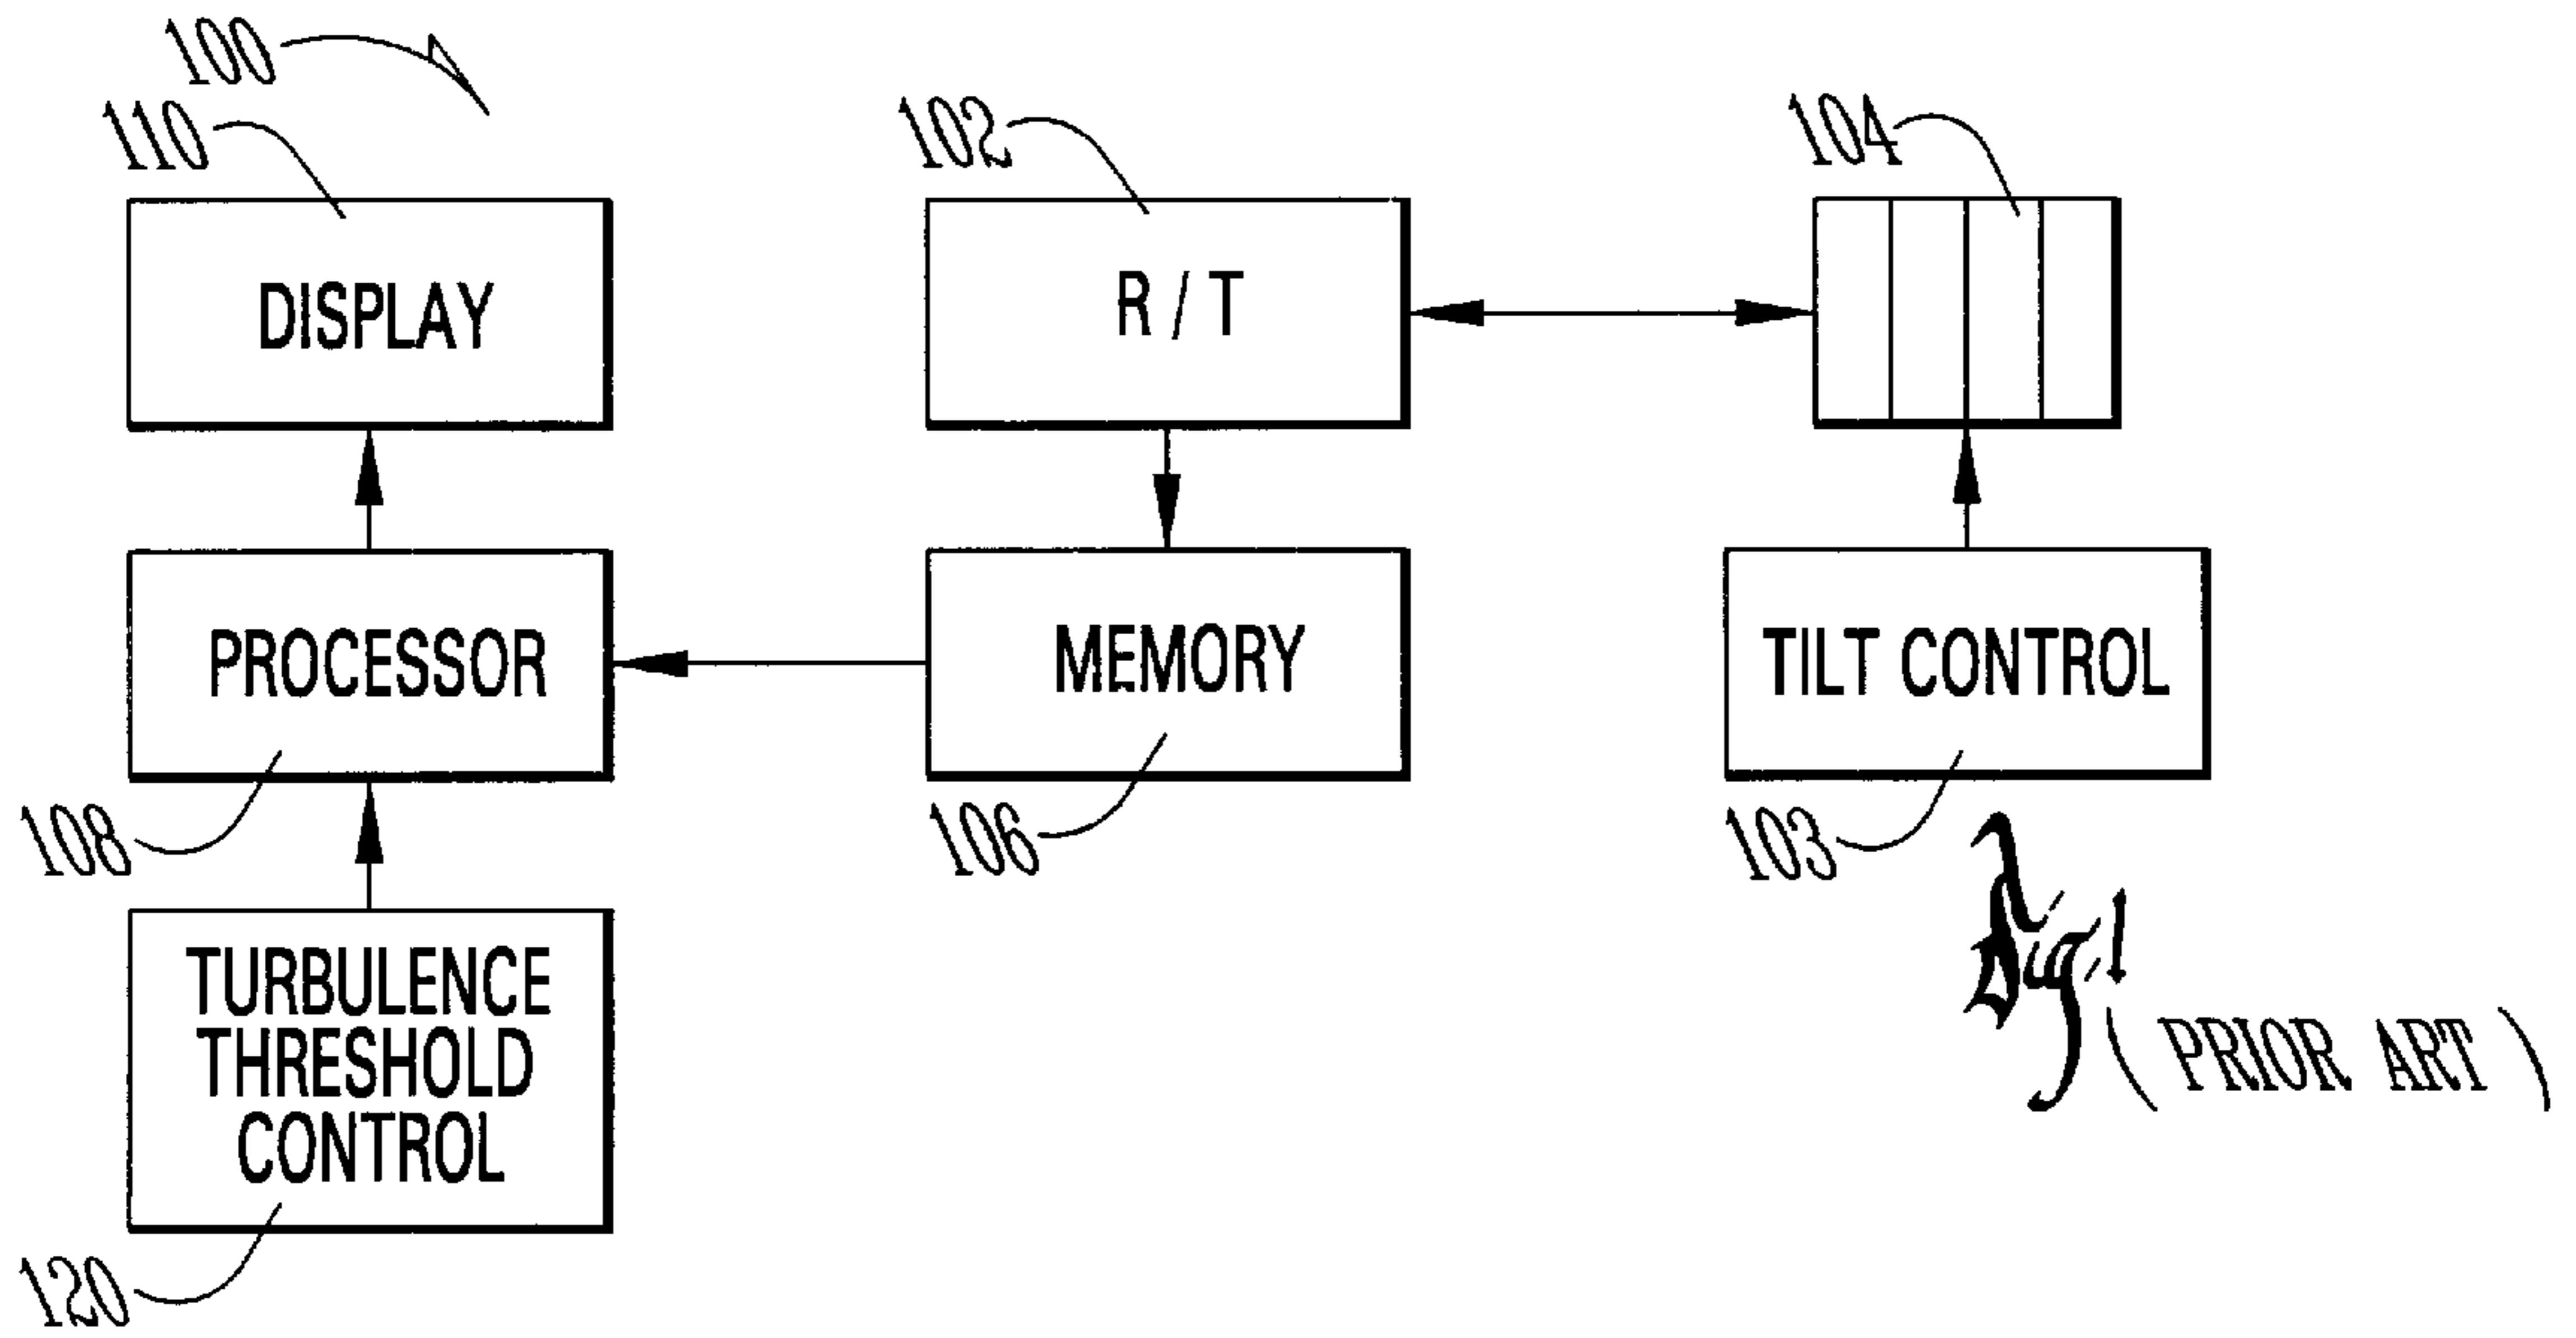 100
110
102
104
DISPLAY
R / T
PROCESSOR
MEMORY
TILT CONTROL
108
106
103
TURBULENCE
THRESHOLD
CONTROL
120
Fig. 1
( PRIOR ART )